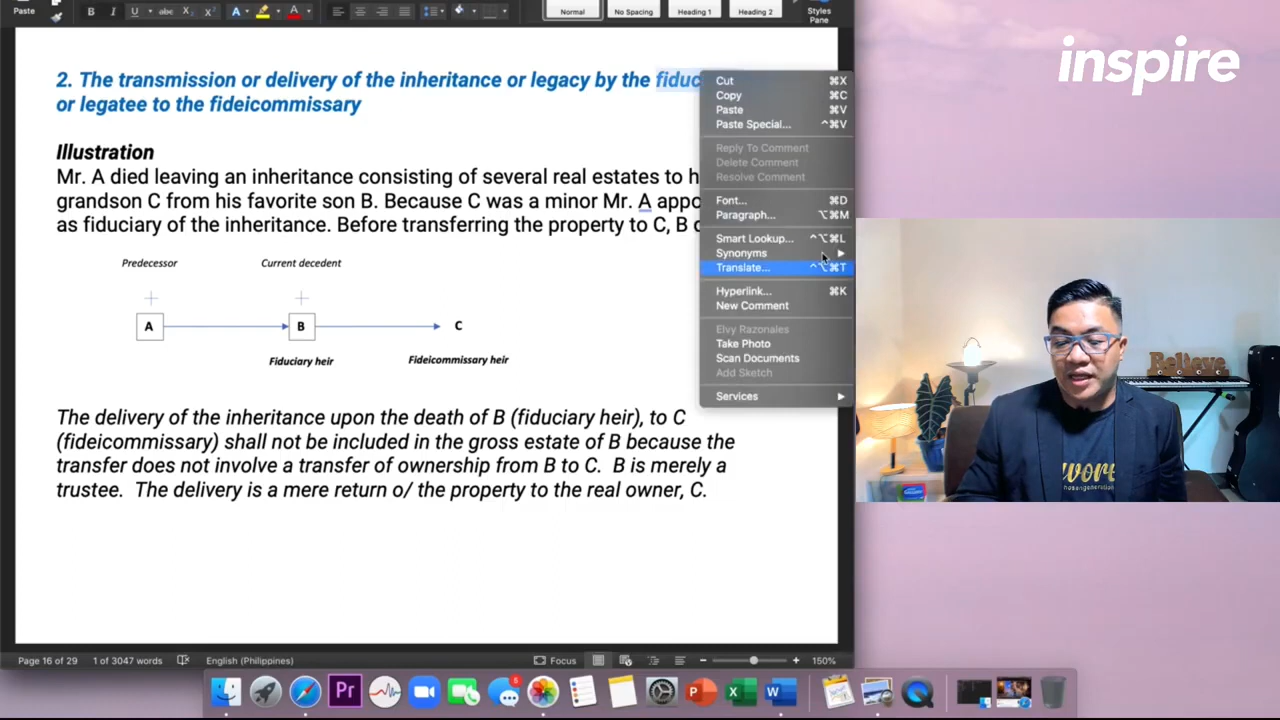 Paste
B I U abc X₂ X² A A
Normal
No Spacing
Heading 1
Heading 2
Styles
Pane
inspire
2. The transmission or delivery of the inheritance or legacy by the fiduc
or legatee to the fideicommissary
Illustration
Mr. A died leaving an inheritance consisting of several real estates to h
grandson C from his favorite son B. Because C was a minor Mr. A appo
as fiduciary of the inheritance. Before transferring the property to C, B
Predecessor
Current decedent
A
B
C
Fiduciary heir
Fideicommissary heir
The delivery of the inheritance upon the death of B (fiduciary heir), to C
(fideicommissary) shall not be included in the gross estate of B because the
transfer does not involve a transfer of ownership from B to C. B is merely a
trustee. The delivery is a mere return o/ the property to the real owner, C.
Cut ⌘X
Copy ⌘C
Paste ⌘V
Paste Special... ^⌘V
Reply To Comment
Delete Comment
Resolve Comment
Font... ⌘D
Paragraph... ⌥⌘M
Smart Lookup... ^⌥⌘L
Synonyms
Translate... ^⌥⌘T
Hyperlink... ⌘K
New Comment
Elvy Razonales
Take Photo
Scan Documents
Add Sketch
Services
Believe
Page 16 of 29
1 of 3047 words
English (Philippines)
Focus
150%
Pr
5
P
X
W